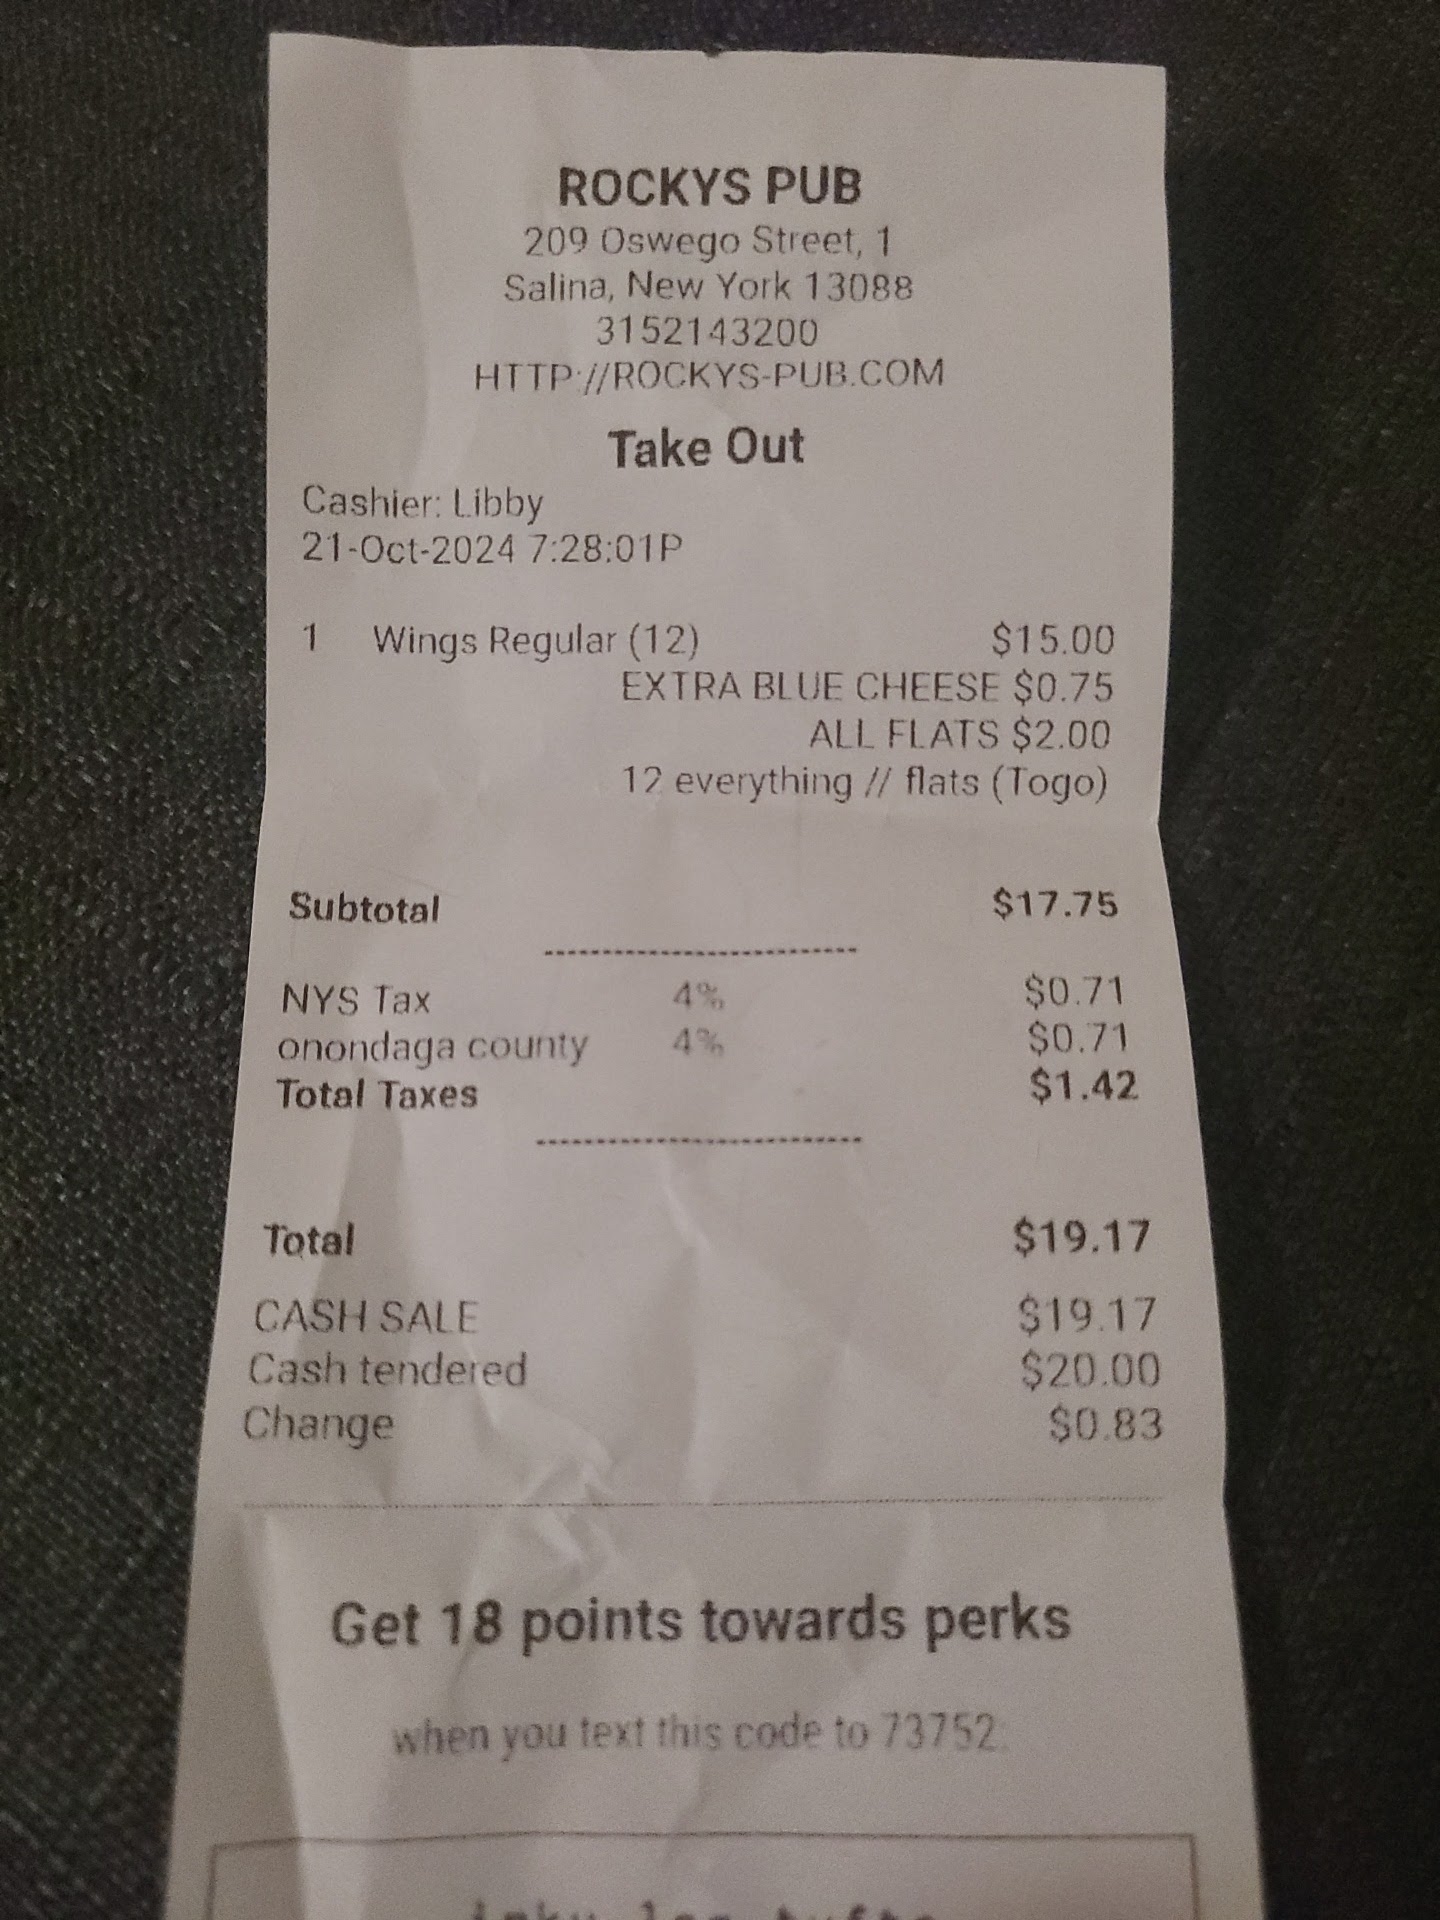 ROCKYS PUB
209 Oswego Street, 1
Salina, New York 13088
3152143200
HTTP://ROCKYS-PUB.COM
Take Out
Cashier: Libby
21-Oct-2024 7:28:01P
1 Wings Regular (12) $15.00
EXTRA BLUE CHEESE $0.75
ALL FLATS $2.00
12 everything // flats (Togo)
Subtotal $17.75
NYS Tax 4% $0.71
onondaga county 4% $0.71
Total Taxes $1.42
Total $19.17
CASH SALE $19.17
Cash tendered $20.00
Change $0.83
Get 18 points towards perks
when you text this code to 73752: